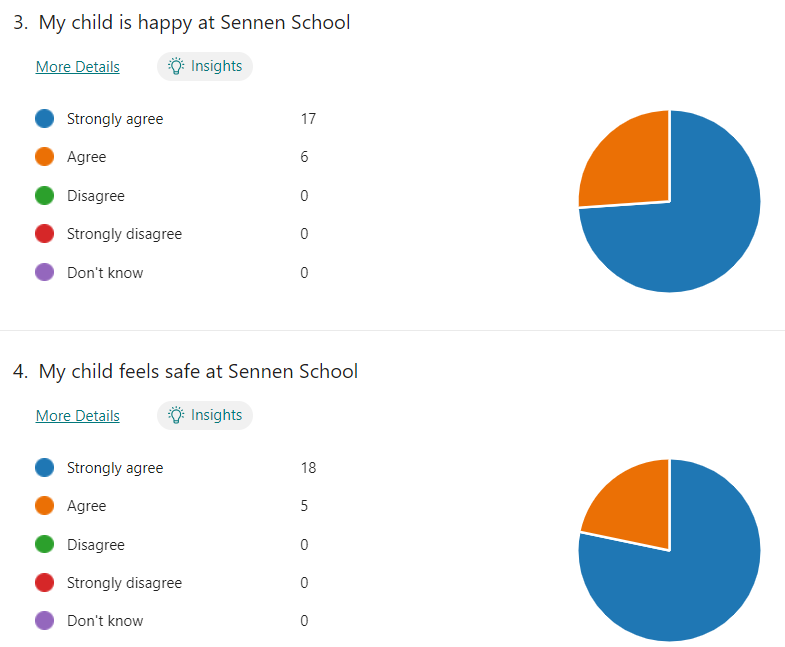 3. My child is happy at Sennen School
More Details Insights
Strongly agree 17
Agree 6
Disagree 0
Strongly disagree 0
Don't know 0
4. My child feels safe at Sennen School
More Details Insights
Strongly agree 18
Agree 5
Disagree 0
Strongly disagree 0
Don't know 0